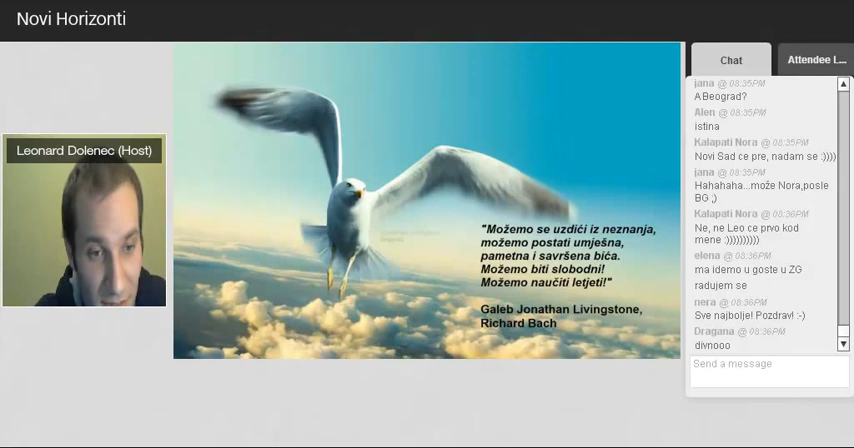 Novi Horizonti
Leonard Dolenec (Host)
"Možemo se uzdići iz neznanja,
možemo postati umješna,
pametna i savršena bića.
Možemo biti slobodni!
Možemo naučiti letjeti!"
Galeb Jonathan Livingstone,
Richard Bach
Chat
Attendee L...
jana @ 08:35PM
A Beograd?
Alen @ 08:35PM
istina
Kalapati Nora @ 08:35PM
Novi Sad ce pre, nadam se :))))
jana @ 08:35PM
Hahahaha...može Nora,posle
BG ;)
Kalapati Nora @ 08:36PM
Ne, ne Leo ce prvo kod
mene :))))))))))
elena @ 08:36PM
ma idemo u goste u ZG
radujem se
nera @ 08:36PM
Sve najbolje! Pozdrav! :-)
Dragana @ 08:36PM
divnooo
Send a message